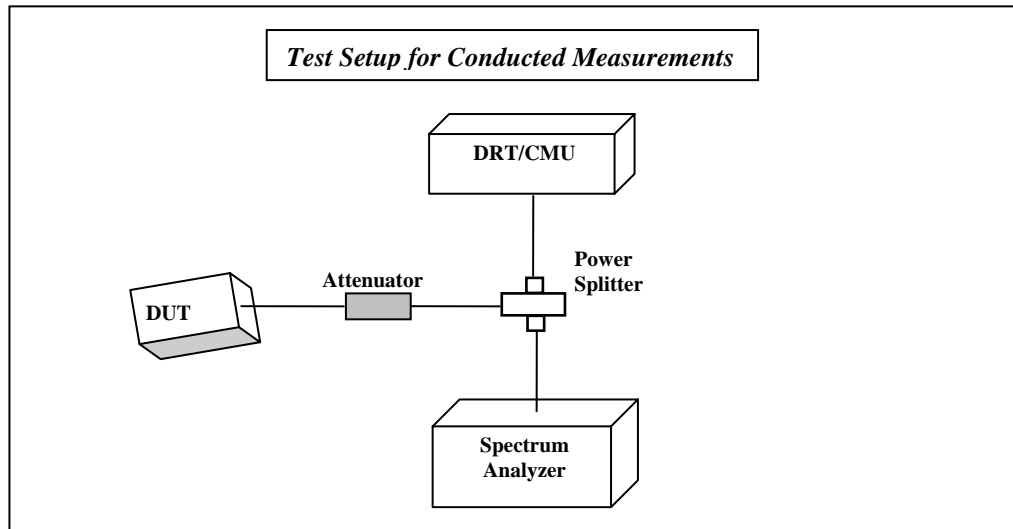 Test Setup for Conducted Measurements
DRT/CMU
Power
Splitter
Attenuator
DUT
Spectrum
Analyzer